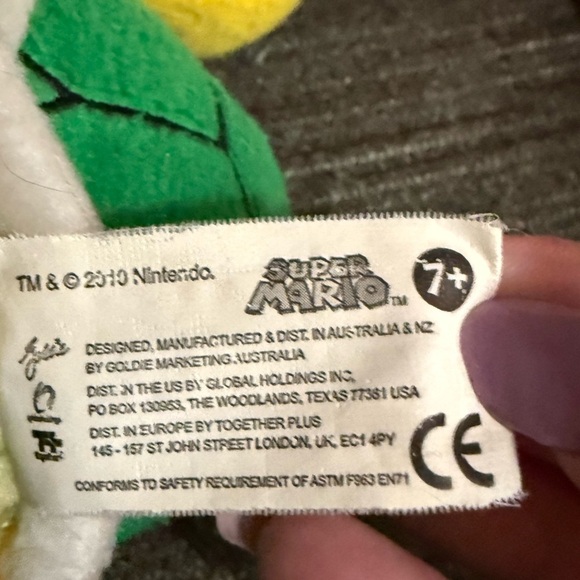 TM & © 2010 Nintendo.
SUPER
MARIO TM
7+
DESIGNED, MANUFACTURED & DIST. IN AUSTRALIA & NZ
BY GOLDIE MARKETING AUSTRALIA
DIST. IN THE US BY GLOBAL HOLDINGS INC,
PO BOX 130953, THE WOODLANDS, TEXAS 77361 USA
DIST. IN EUROPE BY TOGETHER PLUS
145 - 157 ST JOHN STREET LONDON, UK, EC1 4PY
CONFORMS TO SAFETY REQUIREMENT OF ASTM F963 EN71
CE